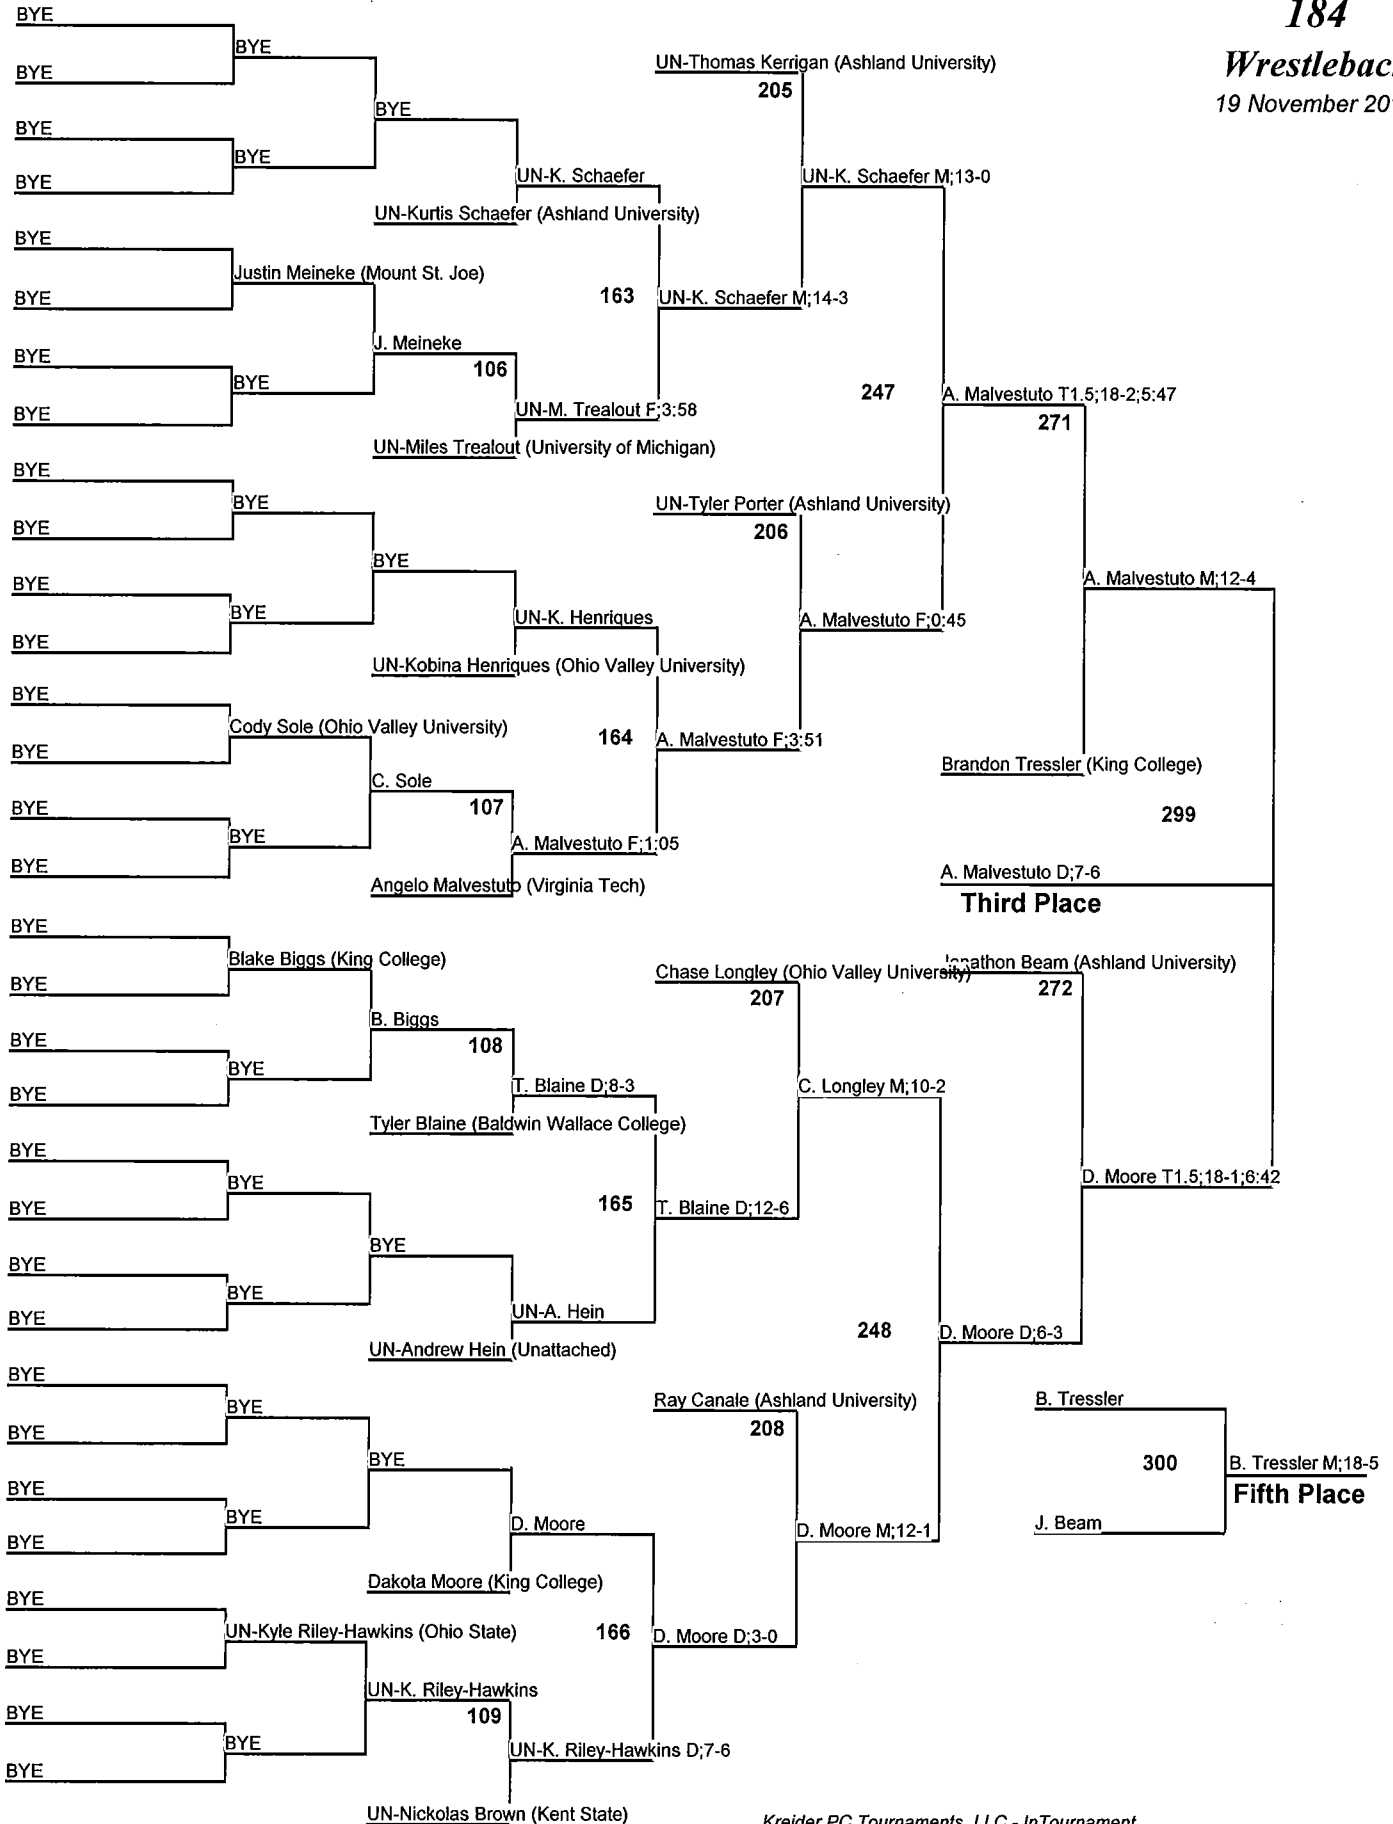 184
Wrestleback
19 November 20
BYE
BYE
BYE
UN-Thomas Kerrigan (Ashland University)
BYE
205
BYE
BYE
BYE
UN-K. Schaefer
UN-K. Schaefer M;13-0
BYE
UN-Kurtis Schaefer (Ashland University)
BYE
Justin Meineke (Mount St. Joe)
BYE
163
UN-K. Schaefer M;14-3
J. Meineke
BYE
106
BYE
247
A. Malvestuto T1.5;18-2;5:47
BYE
UN-M. Trealout F;3:58
271
UN-Miles Trealout (University of Michigan)
BYE
BYE
UN-Tyler Porter (Ashland University)
BYE
206
BYE
BYE
A. Malvestuto M;12-4
BYE
UN-K. Henriques
A. Malvestuto F;0:45
BYE
UN-Kobina Henriques (Ohio Valley University)
BYE
Cody Sole (Ohio Valley University)
BYE
164
A. Malvestuto F;3:51
Brandon Tressler (King College)
C. Sole
BYE
107
299
BYE
A. Malvestuto F;1:05
BYE
Angelo Malvestuto (Virginia Tech)
A. Malvestuto D;7-6
Third Place
BYE
Blake Biggs (King College)
Chase Longley (Ohio Valley University)
Jonathon Beam (Ashland University)
BYE
207
272
B. Biggs
BYE
108
BYE
T. Blaine D;8-3
C. Longley M;10-2
BYE
Tyler Blaine (Baldwin Wallace College)
BYE
BYE
D. Moore T1.5;18-1;6:42
BYE
165
T. Blaine D;12-6
BYE
BYE
BYE
UN-A. Hein
BYE
248
D. Moore D;6-3
UN-Andrew Hein (Unattached)
BYE
BYE
Ray Canale (Ashland University)
B. Tressler
BYE
208
BYE
300
B. Tressler M;18-5
BYE
Fifth Place
BYE
D. Moore
D. Moore M;12-1
J. Beam
BYE
Dakota Moore (King College)
BYE
UN-Kyle Riley-Hawkins (Ohio State)
166
D. Moore D;3-0
BYE
UN-K. Riley-Hawkins
BYE
109
BYE
UN-K. Riley-Hawkins D;7-6
BYE
UN-Nickolas Brown (Kent State)
Kreider PC Tournaments, LLC - InTournament